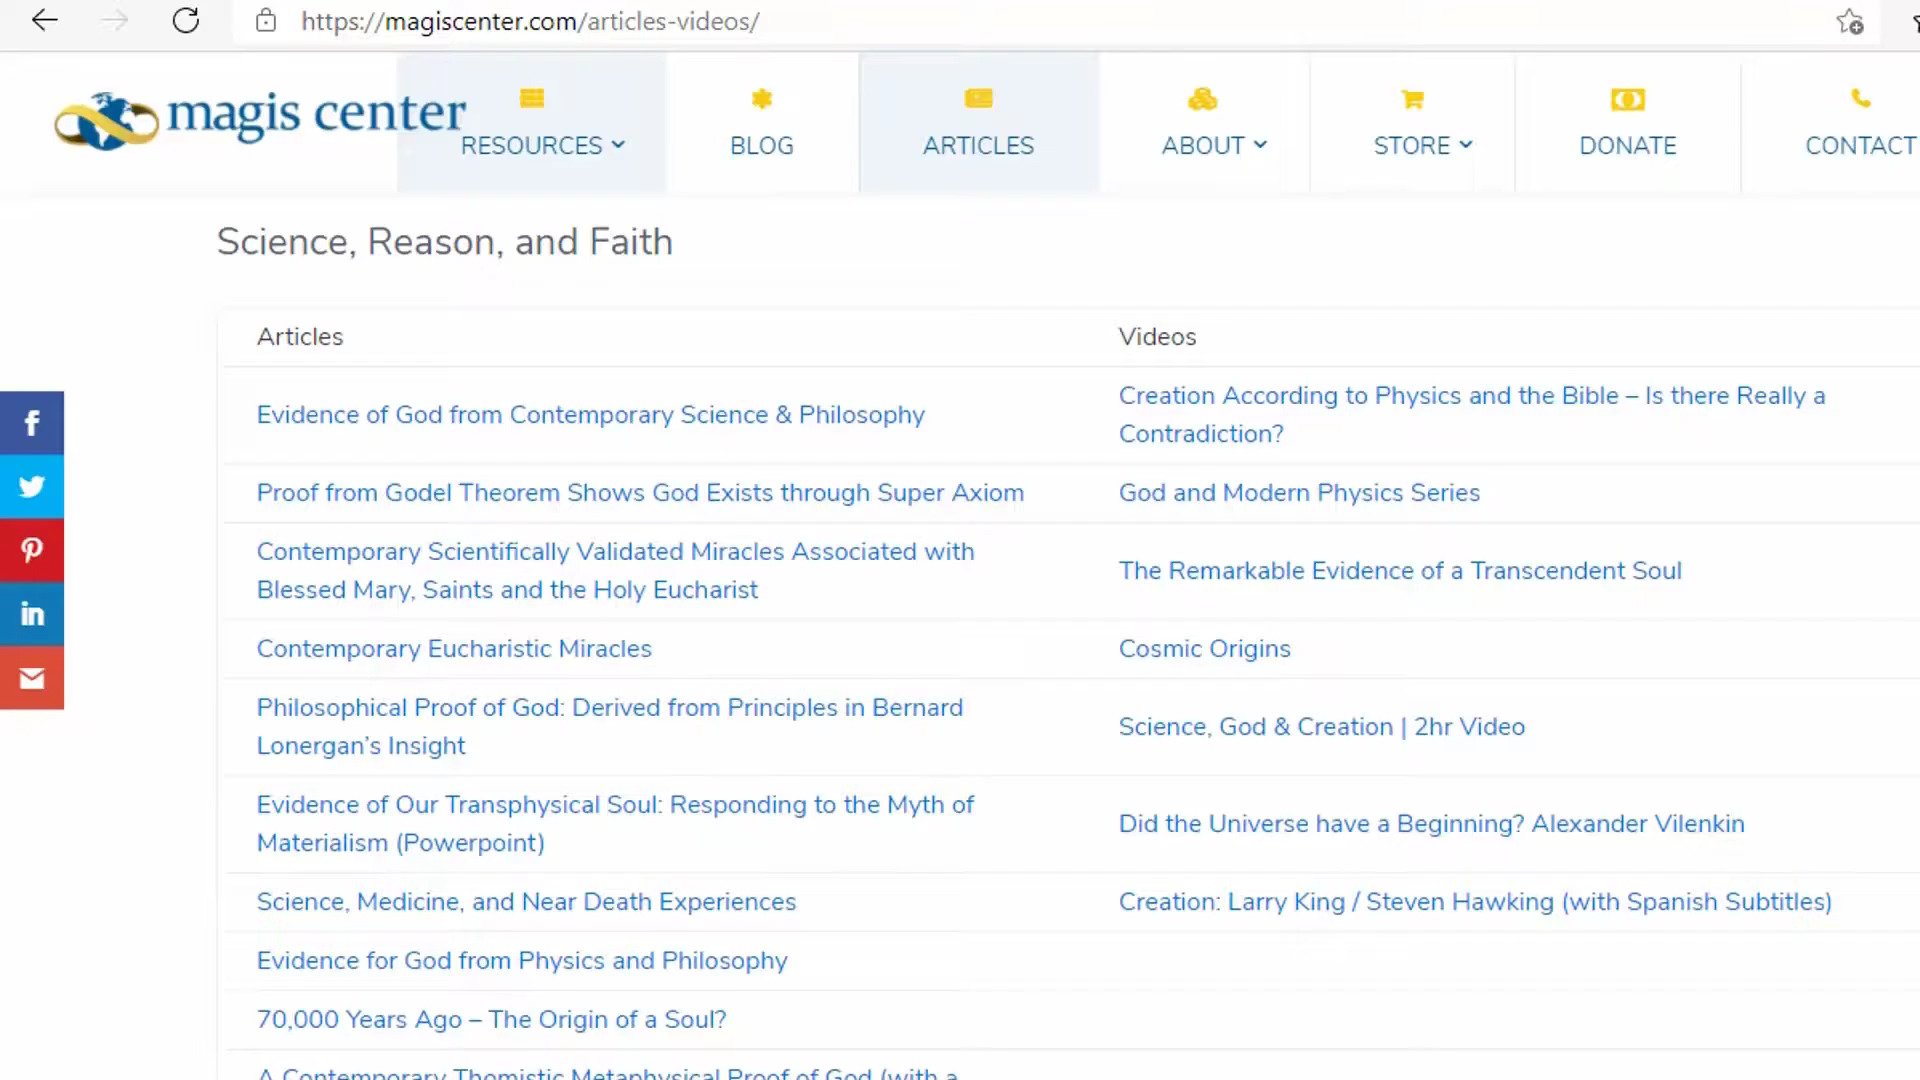 https://magiscenter.com/articles-videos/
magis center
RESOURCES
BLOG
ARTICLES
ABOUT
STORE
DONATE
CONTACT
Science, Reason, and Faith
Articles
Videos
Evidence of God from Contemporary Science & Philosophy
Creation According to Physics and the Bible – Is there Really a
Contradiction?
Proof from Godel Theorem Shows God Exists through Super Axiom
God and Modern Physics Series
Contemporary Scientifically Validated Miracles Associated with
Blessed Mary, Saints and the Holy Eucharist
The Remarkable Evidence of a Transcendent Soul
Contemporary Eucharistic Miracles
Cosmic Origins
Philosophical Proof of God: Derived from Principles in Bernard
Lonergan's Insight
Science, God & Creation | 2hr Video
Evidence of Our Transphysical Soul: Responding to the Myth of
Materialism (Powerpoint)
Did the Universe have a Beginning? Alexander Vilenkin
Science, Medicine, and Near Death Experiences
Creation: Larry King / Steven Hawking (with Spanish Subtitles)
Evidence for God from Physics and Philosophy
70,000 Years Ago – The Origin of a Soul?
A Contemporary Thomistic Metaphysical Proof of God (with a